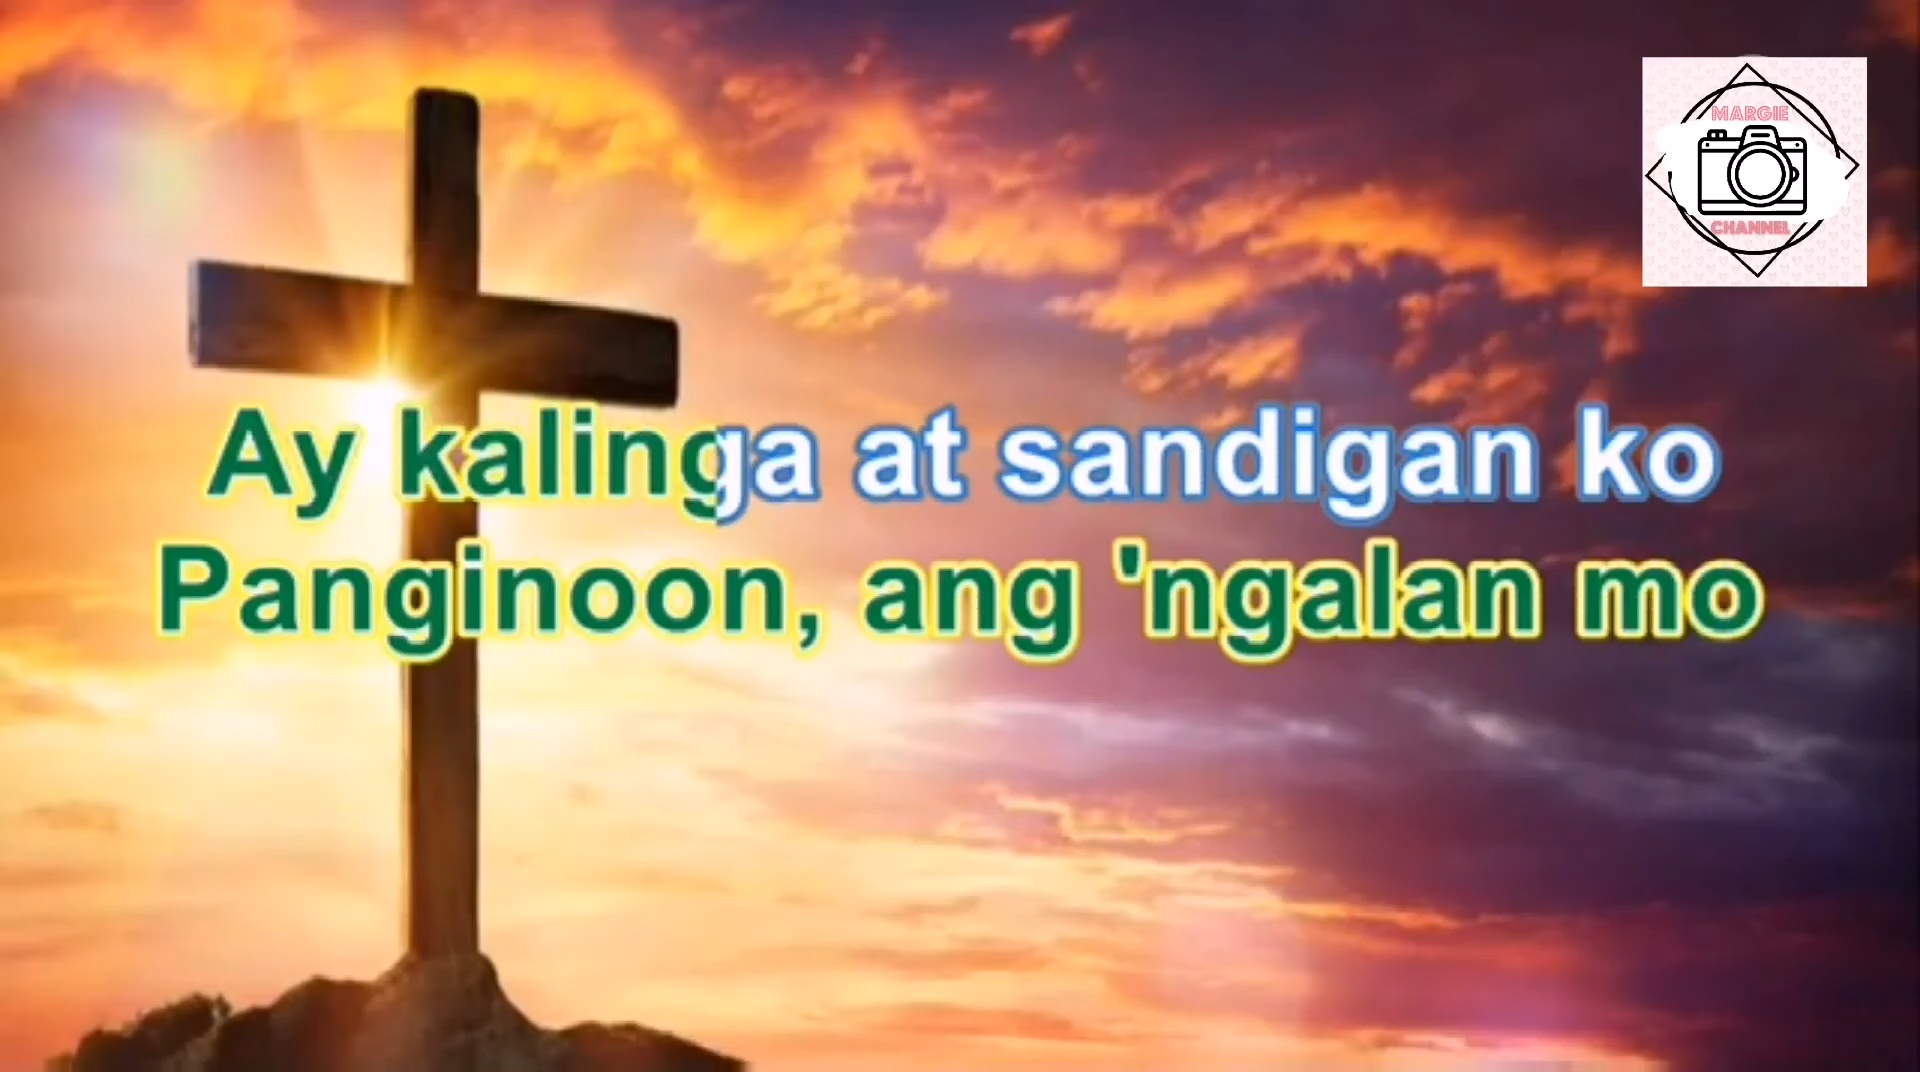 MARGIE
CHANNEL
Ay kalinga at sandigan ko
Panginoon, ang 'ngalan mo